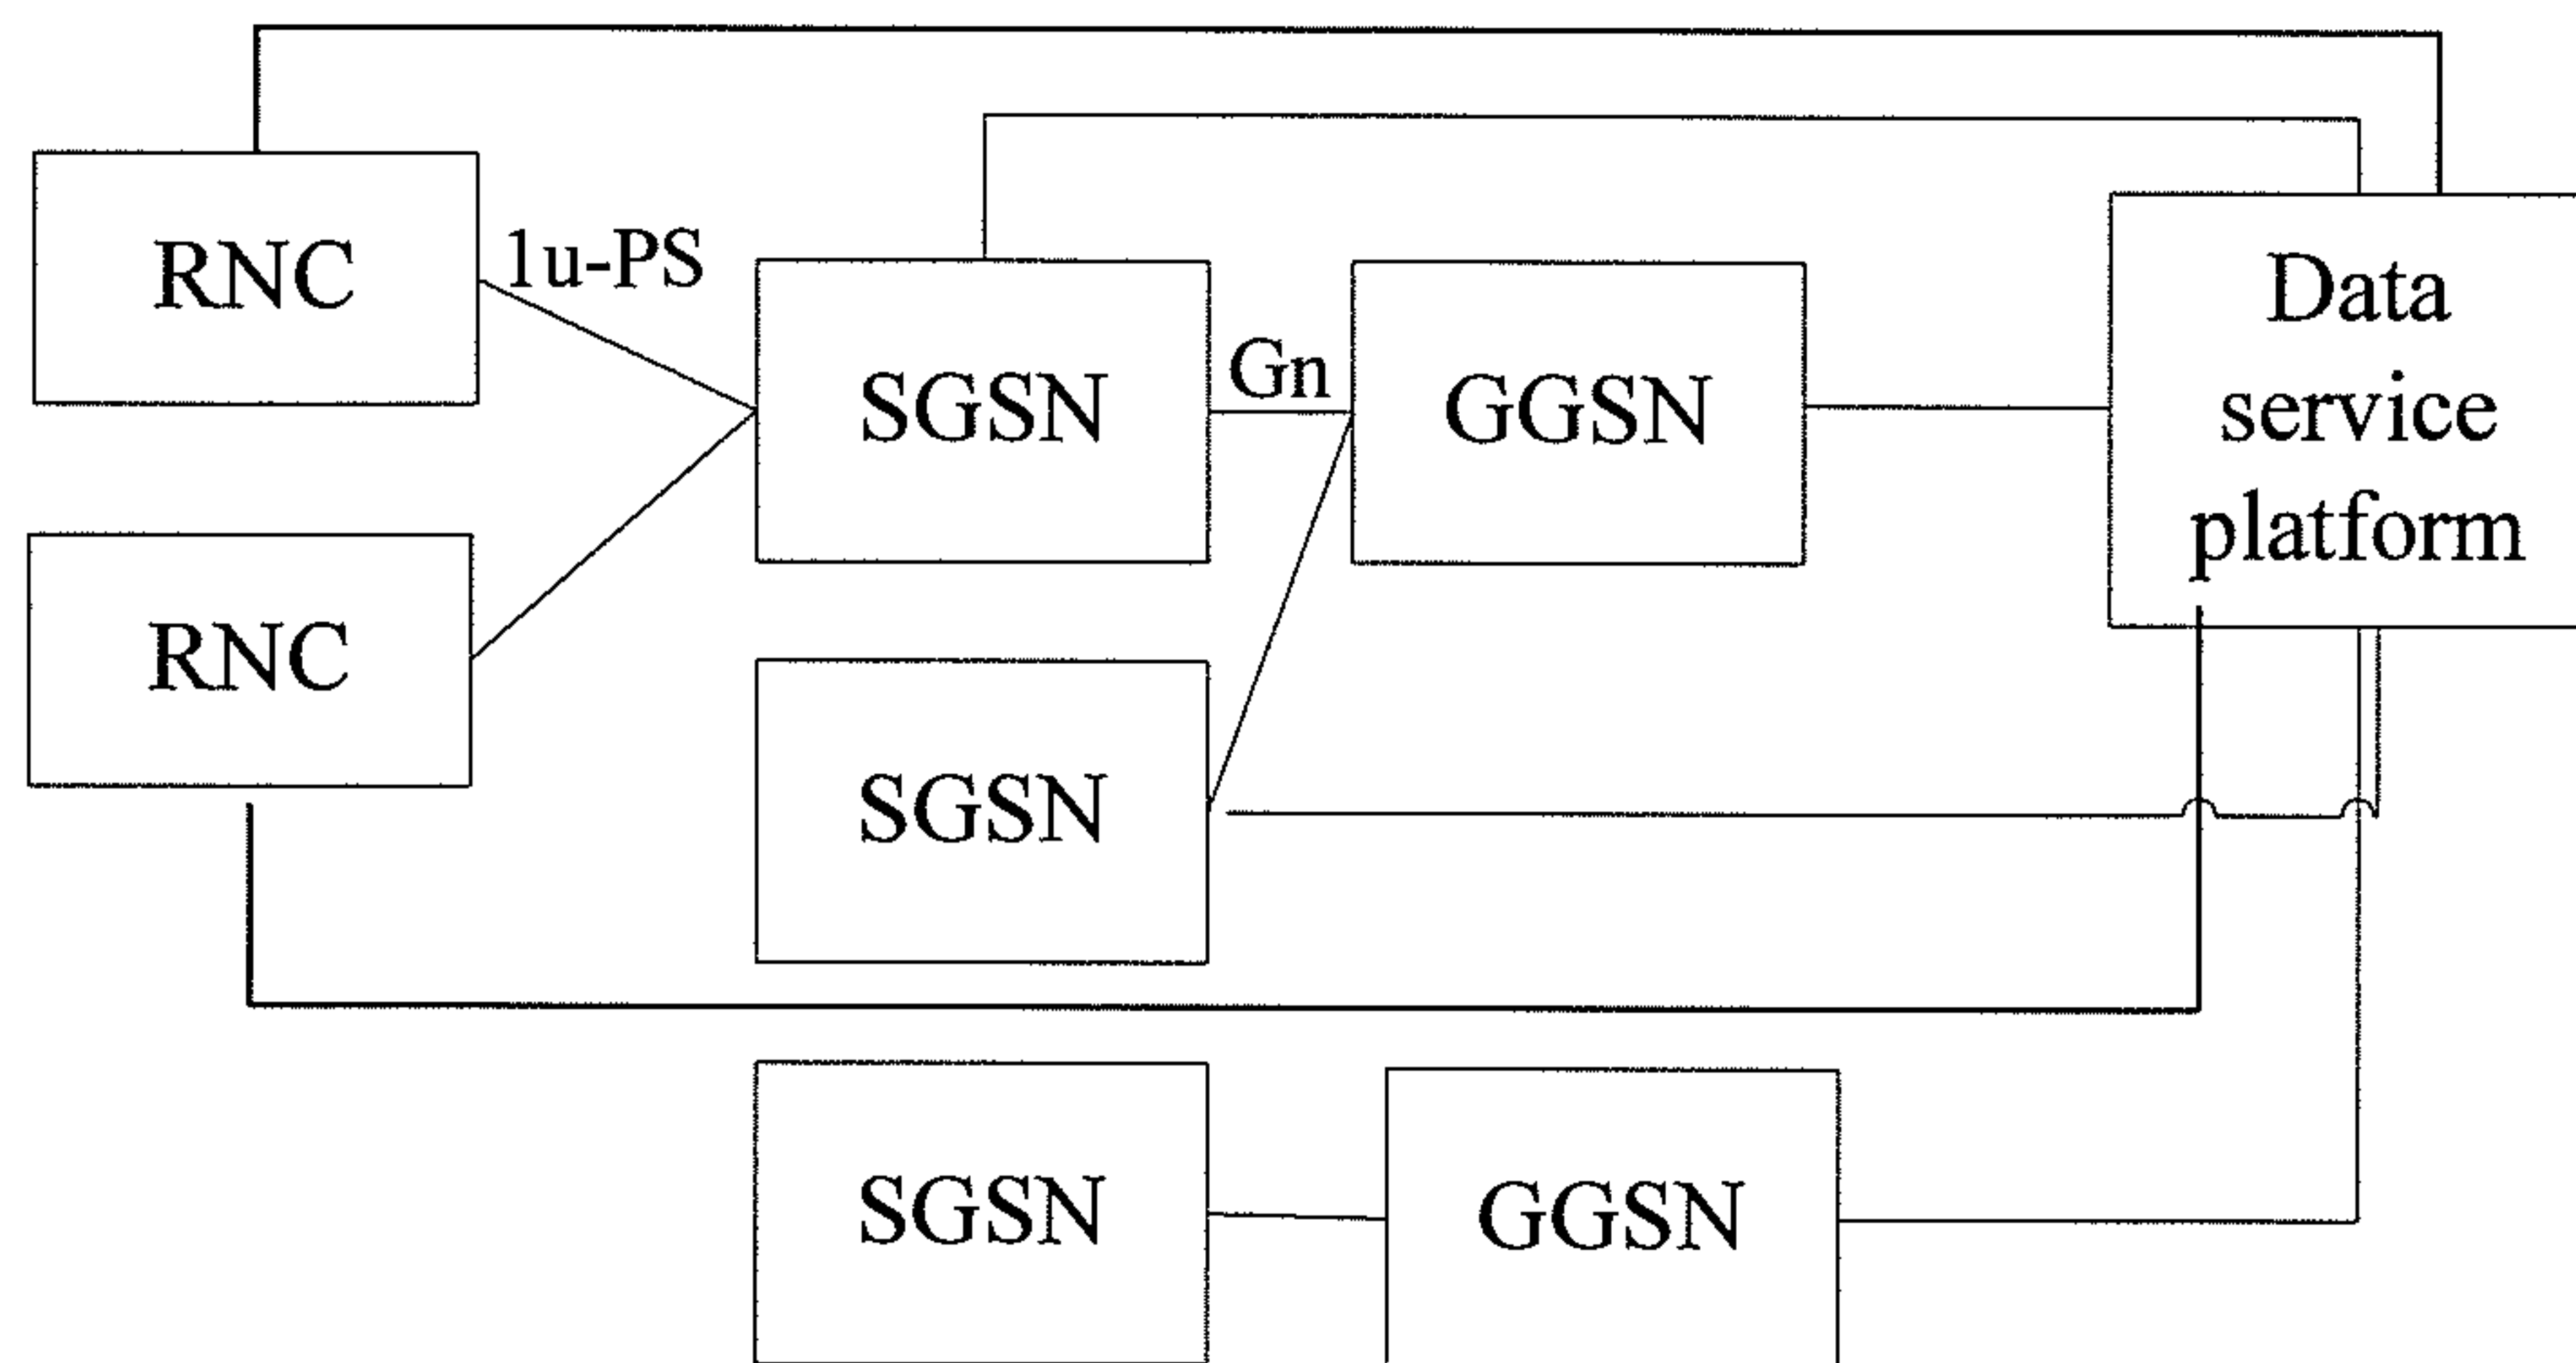 RNC
1u-PS
SGSN
Gn
GGSN
Data
service
platform
RNC
SGSN
SGSN
GGSN